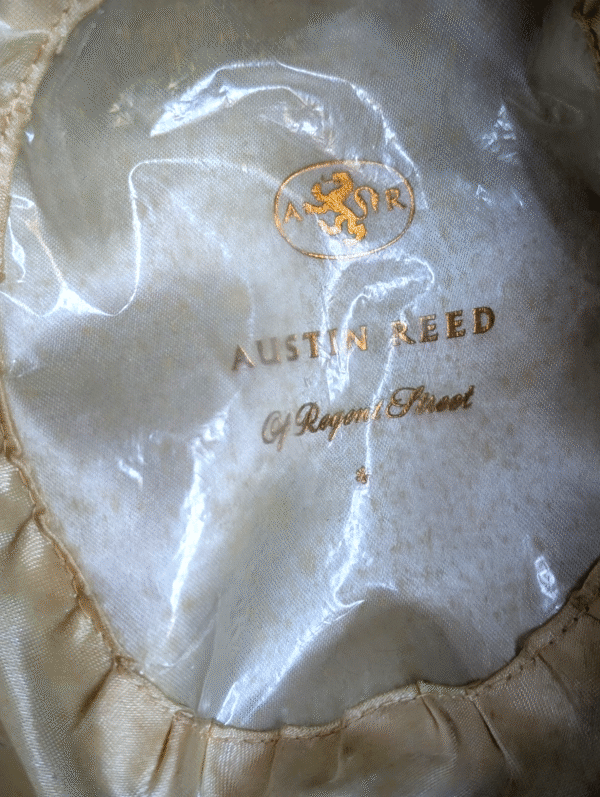 A R
AUSTIN REED
Of Regent Street
&